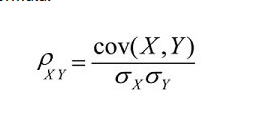 ρ_XY = cov(X,Y) / σ_X σ_Y